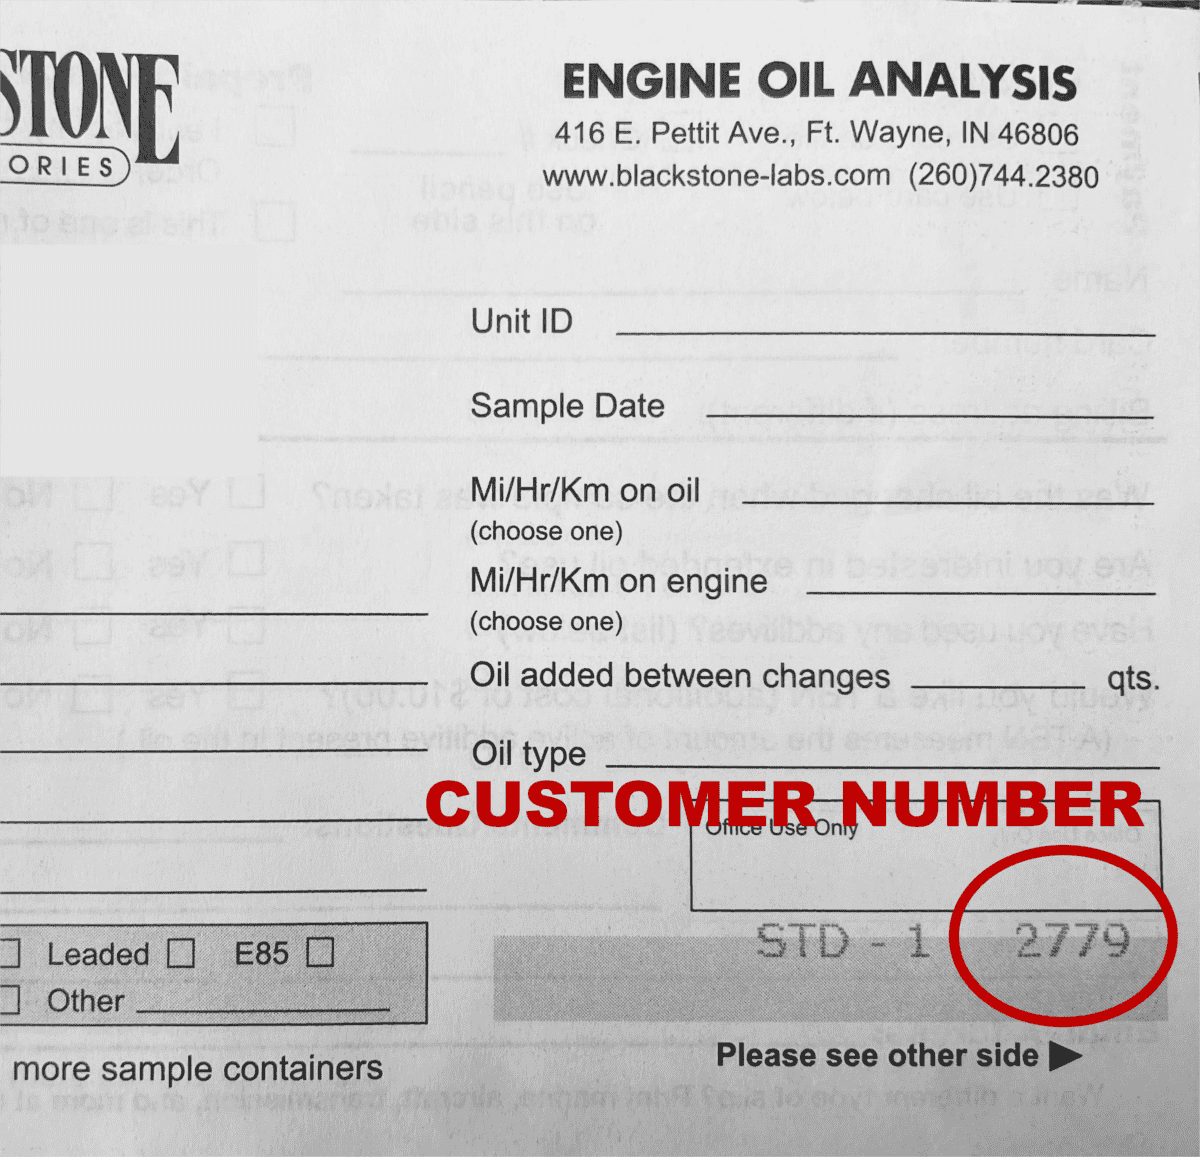 STONE
ORIES
ENGINE OIL ANALYSIS
416 E. Pettit Ave., Ft. Wayne, IN 46806
www.blackstone-labs.com (260)744.2380
Unit ID
Sample Date
Mi/Hr/Km on oil
(choose one)
Mi/Hr/Km on engine
(choose one)
Oil added between changes qts.
Oil type
CUSTOMER NUMBER
Office Use Only
STD - 1 2779
Leaded E85
Other
Please see other side
more sample containers